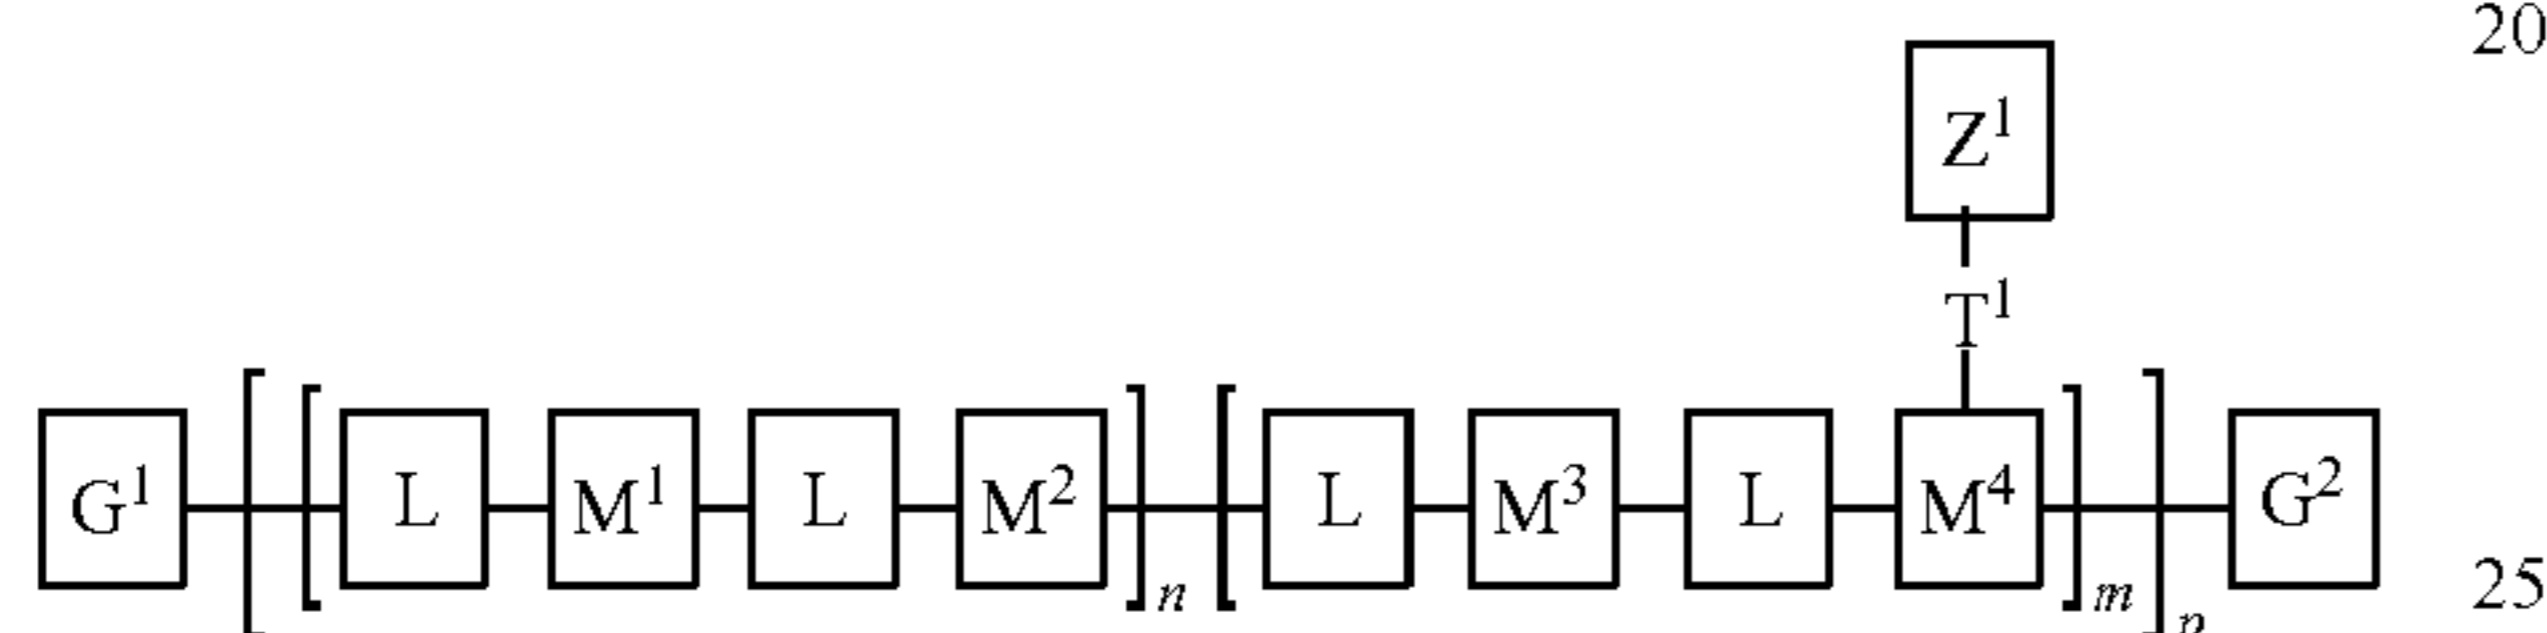 20
Z¹
T¹
G¹ [ [ L M¹ L M² ]n [ L M³ L M⁴ ]m ]p G²
25